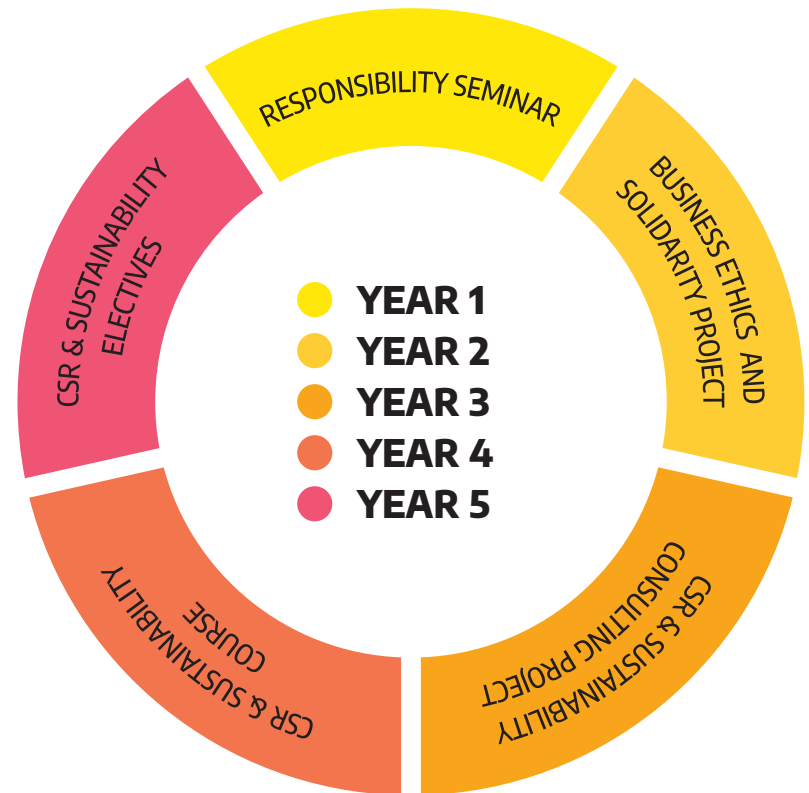 RESPONSIBILITY SEMINAR
BUSINESS ETHICS AND
SOLIDARITY PROJECT
CSR & SUSTAINABILITY
CONSULTING PROJECT
CSR & SUSTAINABILITY
COURSE
CSR & SUSTAINABILITY
ELECTIVES
YEAR 1
YEAR 2
YEAR 3
YEAR 4
YEAR 5